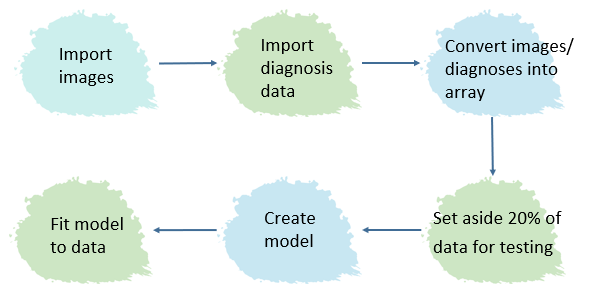 Import
images
Import
diagnosis
data
Convert images/
diagnoses into
array
Set aside 20% of
data for testing
Create
model
Fit model
to data